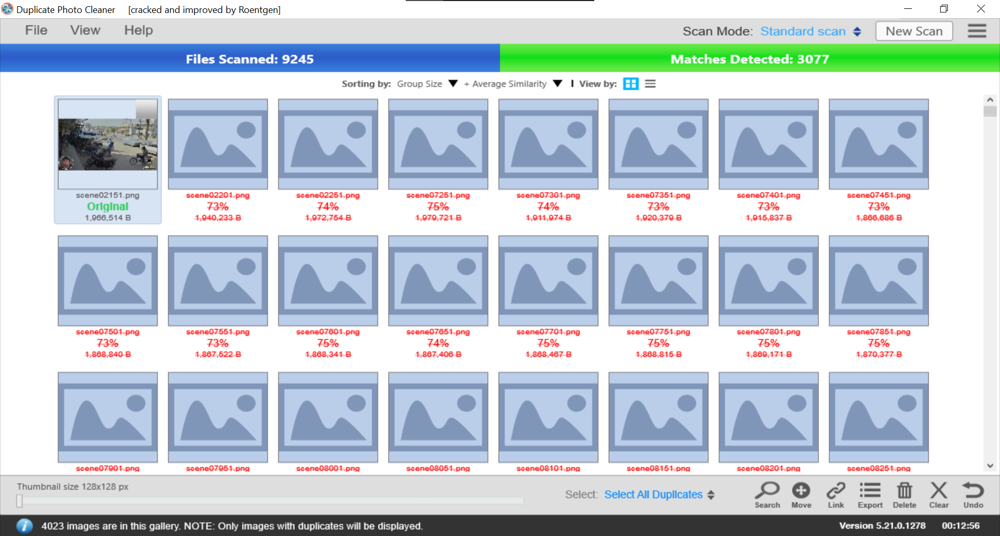 Duplicate Photo Cleaner [cracked and improved by Roentgen]
File View Help Scan Mode: Standard scan New Scan
Files Scanned: 9245 Matches Detected: 3077
Sorting by: Group Size + Average Similarity View by:
scene02151.png scene02201.png scene02251.png scene07251.png scene07301.png scene07351.png scene07401.png scene07451.png
Original 73% 74% 75% 74% 73% 73% 73%
1,966,514 B 1,940,233 B 1,972,754 B 1,979,721 B 1,911,974 B 1,920,379 B 1,915,837 B 1,866,686 B
scene07501.png scene07551.png scene07601.png scene07651.png scene07701.png scene07751.png scene07801.png scene07851.png
73% 73% 75% 74% 75% 75% 75% 75%
1,868,840 B 1,867,522 B 1,868,341 B 1,867,406 B 1,868,467 B 1,868,815 B 1,869,171 B 1,870,377 B
scene07901.png scene07951.png scene08001.png scene08051.png scene08101.png scene08151.png scene08201.png scene08251.png
Thumbnail size 128x128 px
Select: Select All Duplicates
Search Move Link Export Delete Clear Undo
4023 images are in this gallery. NOTE: Only images with duplicates will be displayed. Version 5.21.0.1278 00:12:56